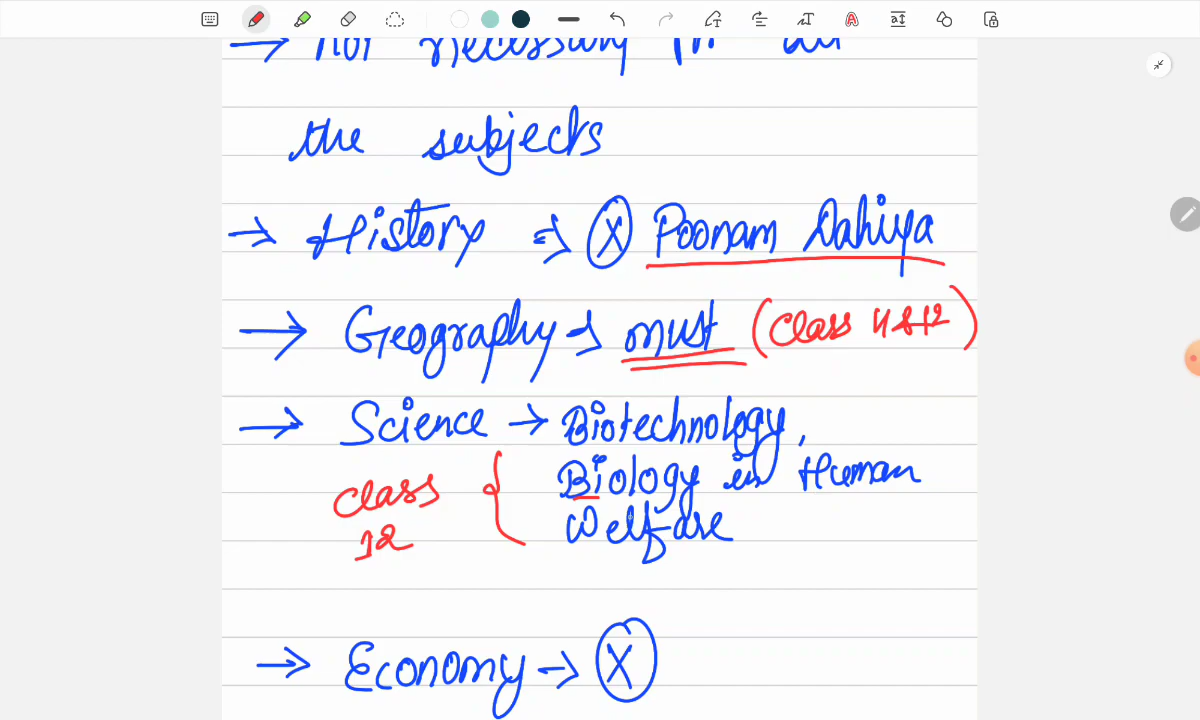 → not necessary in all
the subjects
→ History → X Poonam Dahiya
→ Geography → must (class 11 & 12)
→ Science → Biotechnology,
Biology in Human
Welfare
class
12
→ Economy → X